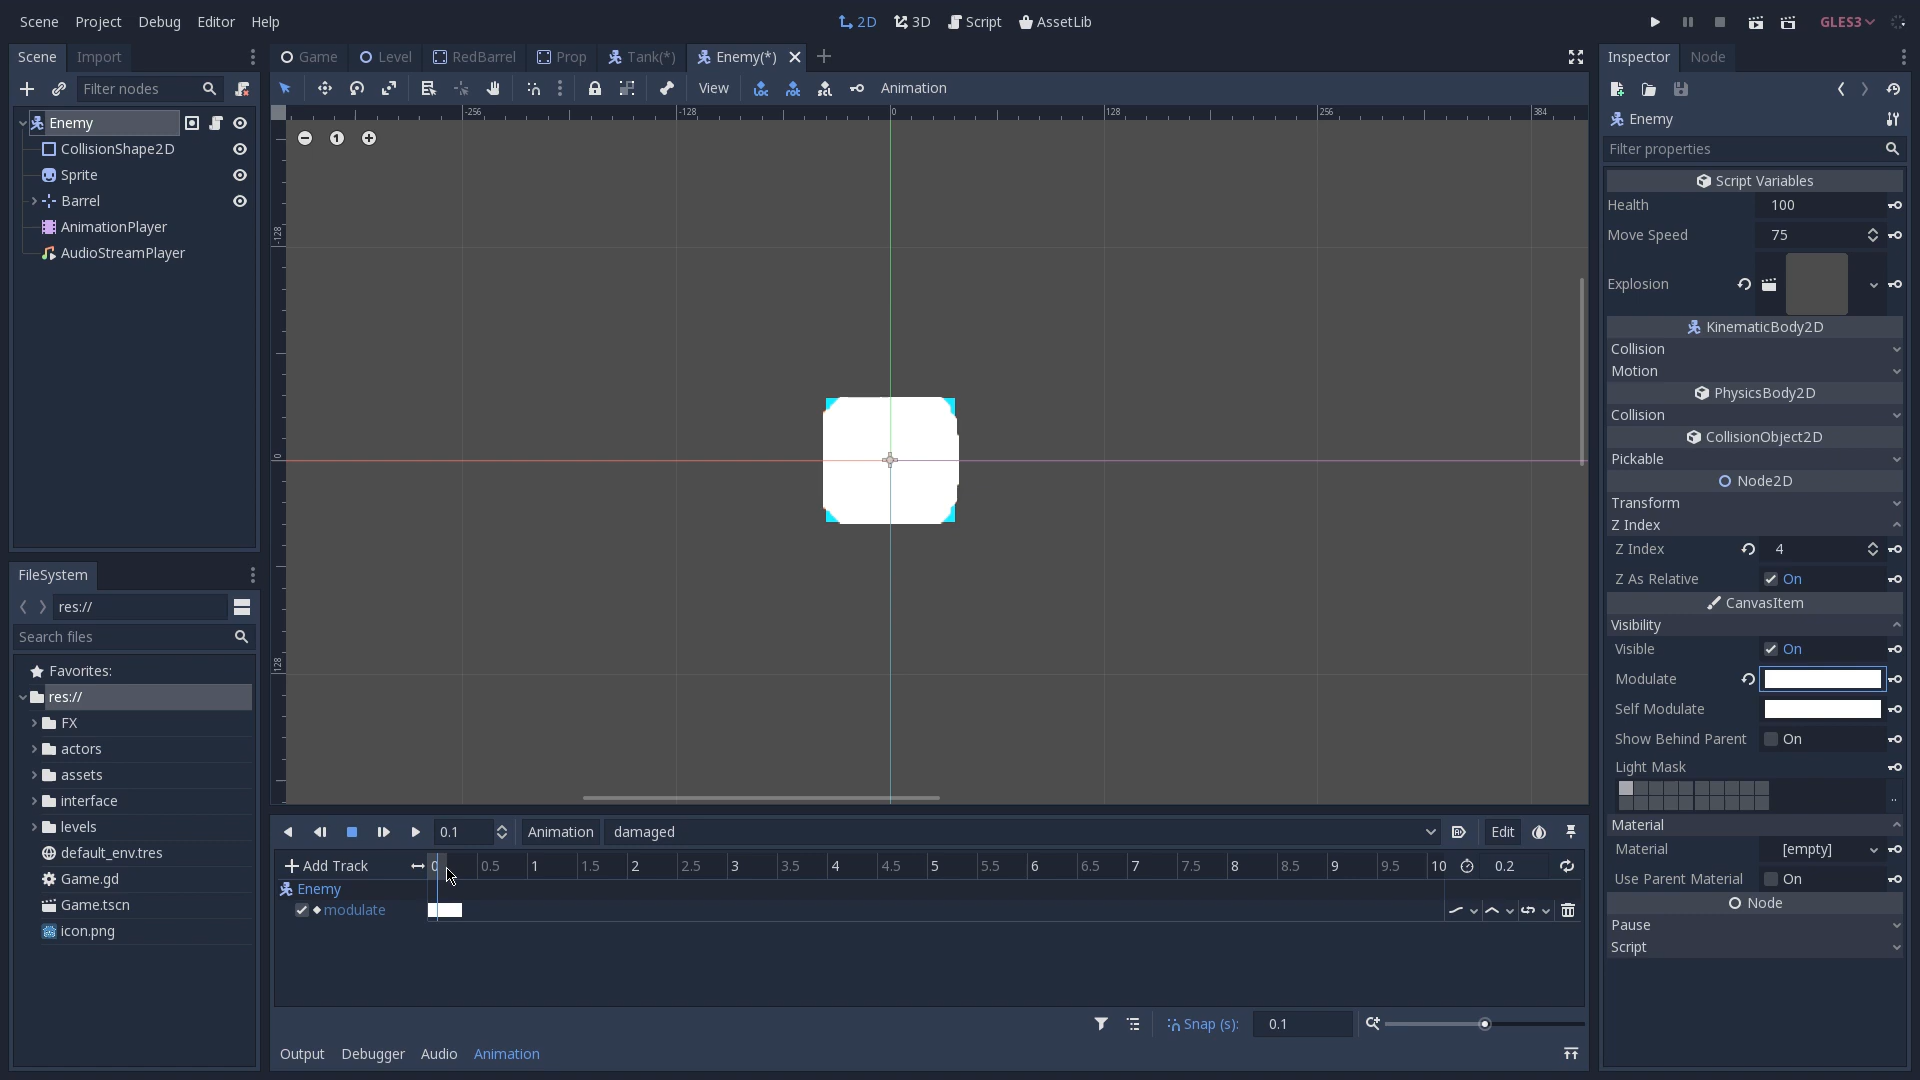 Scene Project Debug Editor Help
2D 3D Script AssetLib
GLES3
Scene Import
Filter nodes
Enemy
CollisionShape2D
Sprite
Barrel
AnimationPlayer
AudioStreamPlayer
FileSystem
res://
Search files
Favorites:
res://
FX
actors
assets
interface
levels
default_env.tres
Game.gd
Game.tscn
icon.png
Game Level RedBarrel Prop Tank(*) Enemy(*)
View Animation
-256 -128 0 128 256 384
-128
0
128
1
0.1 Animation damaged Edit
Add Track 0 0.5 1 1.5 2 2.5 3 3.5 4 4.5 5 5.5 6 6.5 7 7.5 8 8.5 9 9.5 10 0.2
Enemy
modulate
Snap (s): 0.1
Output Debugger Audio Animation
Inspector Node
Enemy
Filter properties
Script Variables
Health 100
Move Speed 75
Explosion
KinematicBody2D
Collision
Motion
PhysicsBody2D
Collision
CollisionObject2D
Pickable
Node2D
Transform
Z Index
Z Index 4
Z As Relative On
CanvasItem
Visibility
Visible On
Modulate
Self Modulate
Show Behind Parent On
Light Mask
..
Material
Material [empty]
Use Parent Material On
Node
Pause
Script